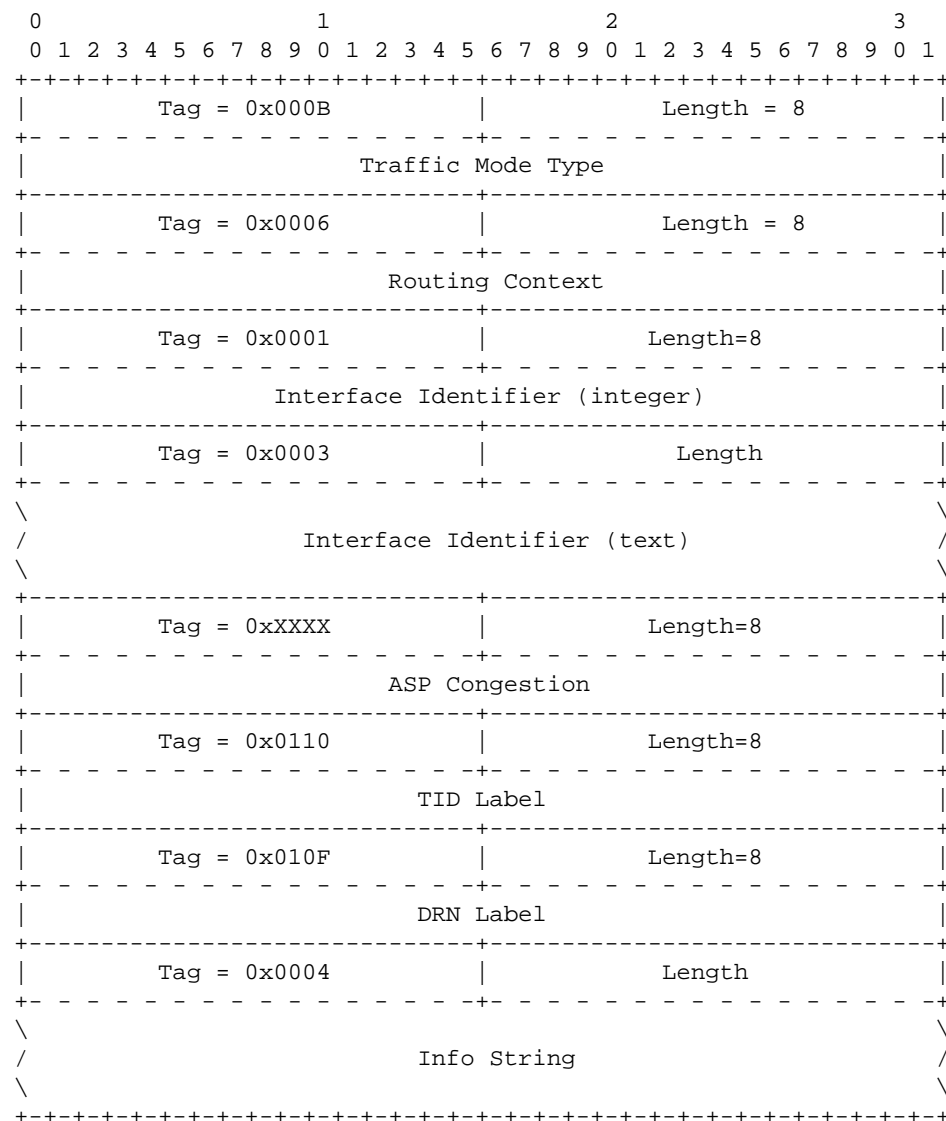 0                   1                   2                   3
0 1 2 3 4 5 6 7 8 9 0 1 2 3 4 5 6 7 8 9 0 1 2 3 4 5 6 7 8 9 0 1
+-+-+-+-+-+-+-+-+-+-+-+-+-+-+-+-+-+-+-+-+-+-+-+-+-+-+-+-+-+-+-+-+
|         Tag = 0x000B          |            Length = 8         |
+- - - - - - - - - - - - - - - -+- - - - - - - - - - - - - - - -+
|                       Traffic Mode Type                       |
+-------------------------------+-------------------------------+
|         Tag = 0x0006          |            Length = 8         |
+- - - - - - - - - - - - - - - -+- - - - - - - - - - - - - - - -+
|                         Routing Context                       |
+-------------------------------+-------------------------------+
|         Tag = 0x0001          |           Length=8            |
+- - - - - - - - - - - - - - - -+- - - - - - - - - - - - - - - -+
|                 Interface Identifier (integer)                |
+-------------------------------+-------------------------------+
|         Tag = 0x0003          |             Length            |
+- - - - - - - - - - - - - - - -+- - - - - - - - - - - - - - - -+
\                                                               \
/                   Interface Identifier (text)                 /
\                                                               \
+-------------------------------+-------------------------------+
|         Tag = 0xXXXX          |           Length=8            |
+- - - - - - - - - - - - - - - -+- - - - - - - - - - - - - - - -+
|                         ASP Congestion                        |
+-------------------------------+-------------------------------+
|         Tag = 0x0110          |           Length=8            |
+- - - - - - - - - - - - - - - -+- - - - - - - - - - - - - - - -+
|                           TID Label                           |
+-------------------------------+-------------------------------+
|         Tag = 0x010F          |           Length=8            |
+- - - - - - - - - - - - - - - -+- - - - - - - - - - - - - - - -+
|                           DRN Label                           |
+-------------------------------+-------------------------------+
|         Tag = 0x0004          |            Length             |
+- - - - - - - - - - - - - - - -+- - - - - - - - - - - - - - - -+
\                                                               \
/                           Info String                         /
\                                                               \
+-+-+-+-+-+-+-+-+-+-+-+-+-+-+-+-+-+-+-+-+-+-+-+-+-+-+-+-+-+-+-+-+